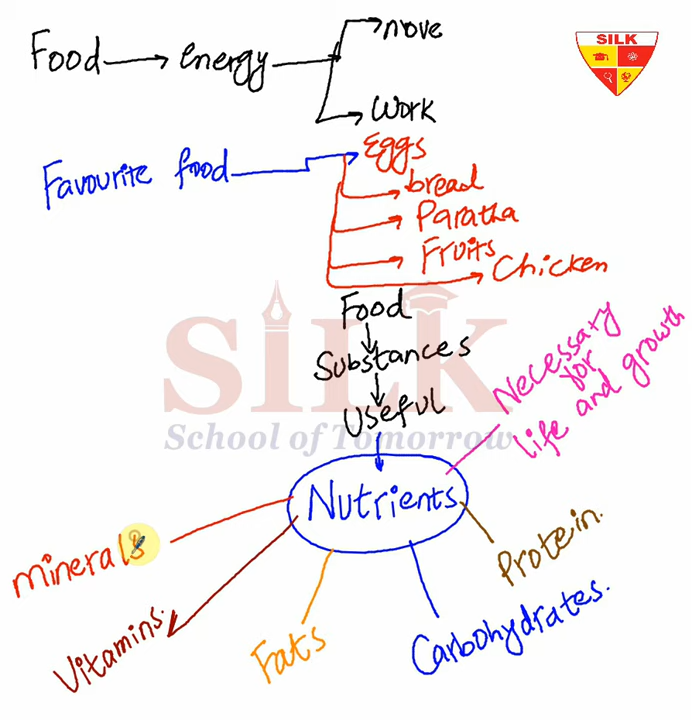 move
SILK
Food → energy
Work
Eggs
Favourite food
bread
Paratha
Fruits
Chicken
Food
Substances
Useful
Necessary
for
life and growth
SiLK
School of Tomorrow
Nutrients
Protein.
minerals
Vitamins.
Fats
Carbohydrates.